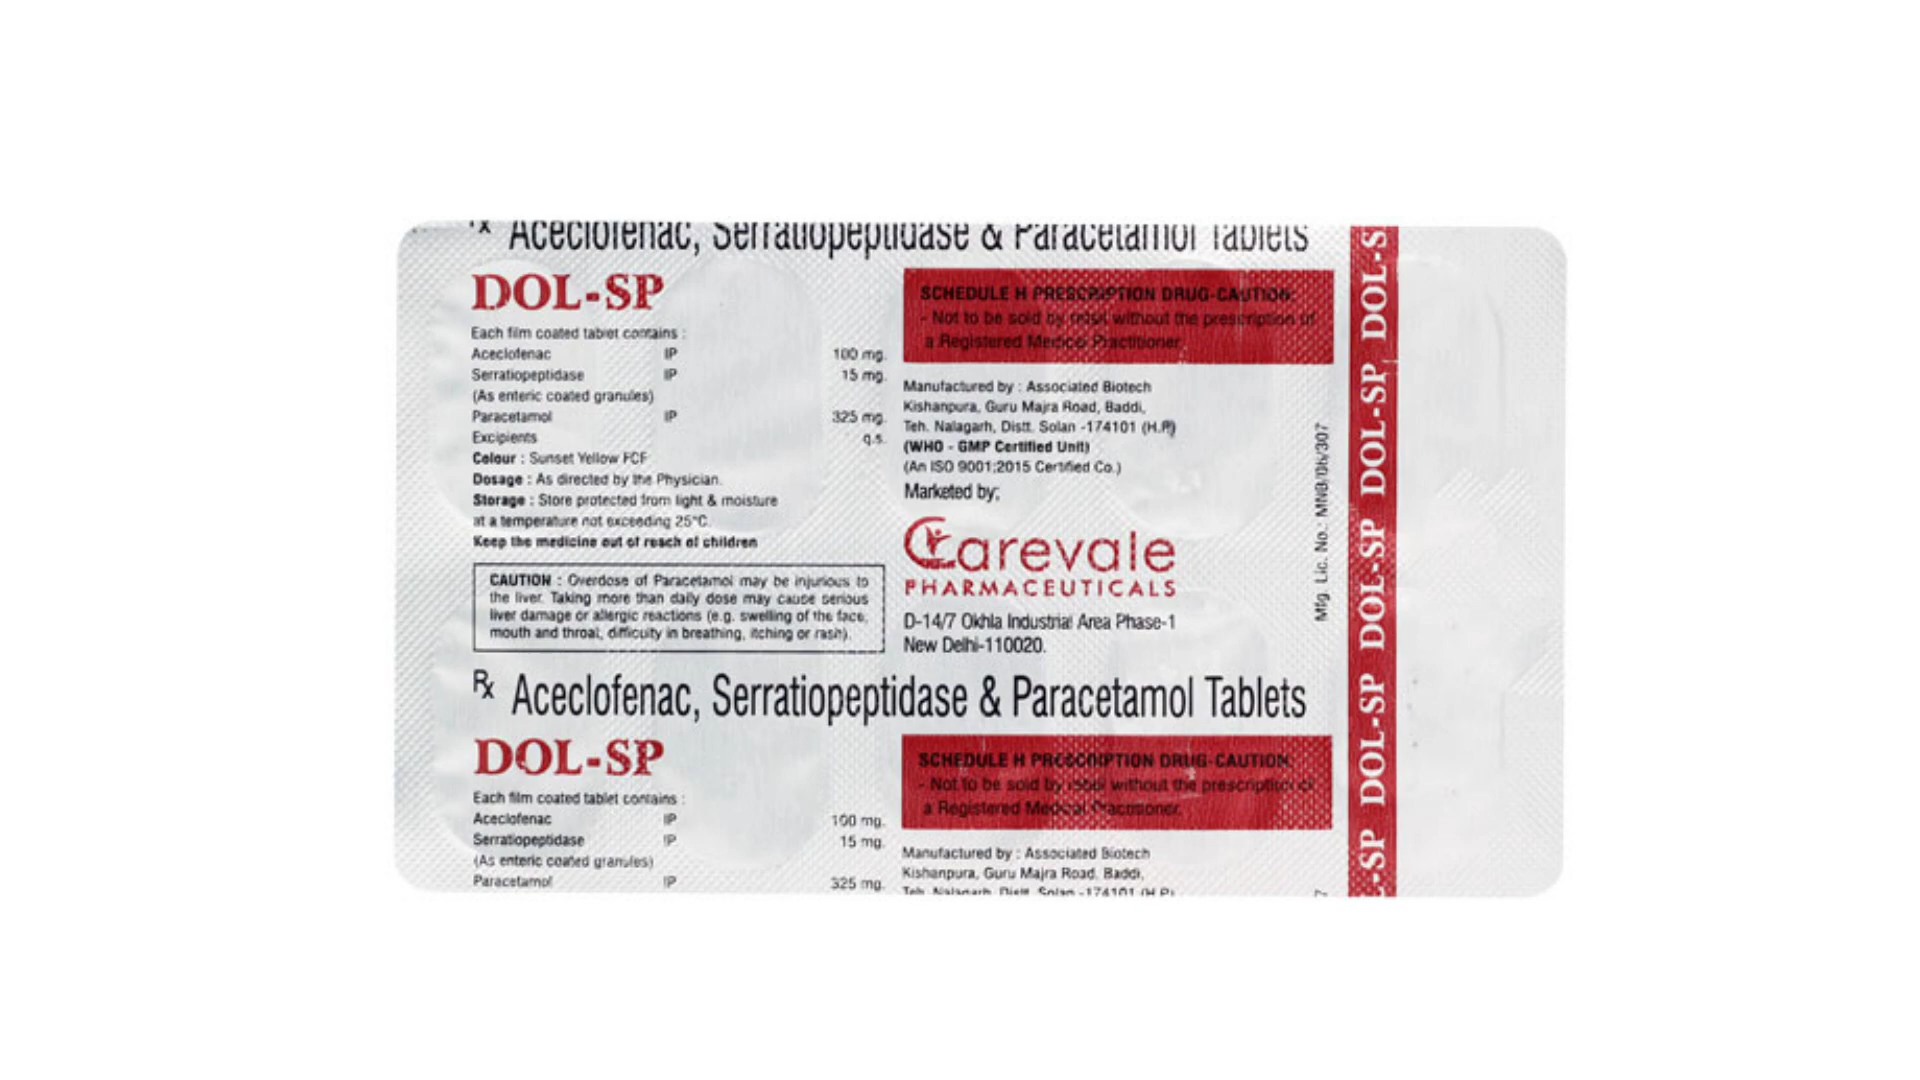 Rx Aceclofenac, Serratiopeptidase & Paracetamol Tablets
DOL-SP
Each film coated tablet contains :
Aceclofenac IP 100 mg.
Serratiopeptidase IP 15 mg.
(As enteric coated granules)
Paracetamol IP 325 mg.
Excipients q.s.
Colour : Sunset Yellow FCF
Dosage : As directed by the Physician.
Storage : Store protected from light & moisture
at a temperature not exceeding 25°C.
Keep the medicine out of reach of children
CAUTION : Overdose of Paracetamol may be injurious to
the liver. Taking more than daily dose may cause serious
liver damage or allergic reactions (e.g. swelling of the face,
mouth and throat, difficulty in breathing, itching or rash).
SCHEDULE H PRESCRIPTION DRUG-CAUTION:
- Not to be sold by retail without the prescription of
a Registered Medical Practitioner.
Manufactured by : Associated Biotech
Kishanpura, Guru Majra Road, Baddi,
Teh. Nalagarh, Distt. Solan -174101 (H.P.)
(WHO - GMP Certified Unit)
(An ISO 9001:2015 Certified Co.)
Marketed by:
Carevale
PHARMACEUTICALS
D-14/7 Okhla Industrial Area Phase-1
New Delhi-110020.
Mfg. Lic. No.:
DOL-SP DOL-SP DOL-SP DOL-SP DOL-S
Rx Aceclofenac, Serratiopeptidase & Paracetamol Tablets
DOL-SP
Each film coated tablet contains :
Aceclofenac IP 100 mg.
Serratiopeptidase IP 15 mg.
(As enteric coated granules)
Paracetamol IP 325 mg.
SCHEDULE H PRESCRIPTION DRUG-CAUTION:
- Not to be sold by retail without the prescription of
a Registered Medical Practitioner.
Manufactured by : Associated Biotech
Kishanpura, Guru Majra Road, Baddi,
Teh. Nalagarh, Distt. Solan -174101 (H.P.)